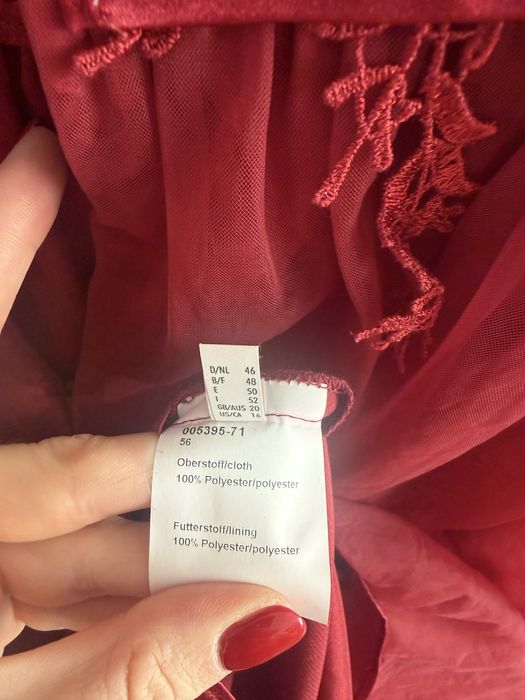 D/NL 46
B/F 48
E 50
I 52
GB/AUS 20
US/CA 16
005395-71
56
Oberstoff/cloth
100% Polyester/polyester
Futterstoff/lining
100% Polyester/polyester